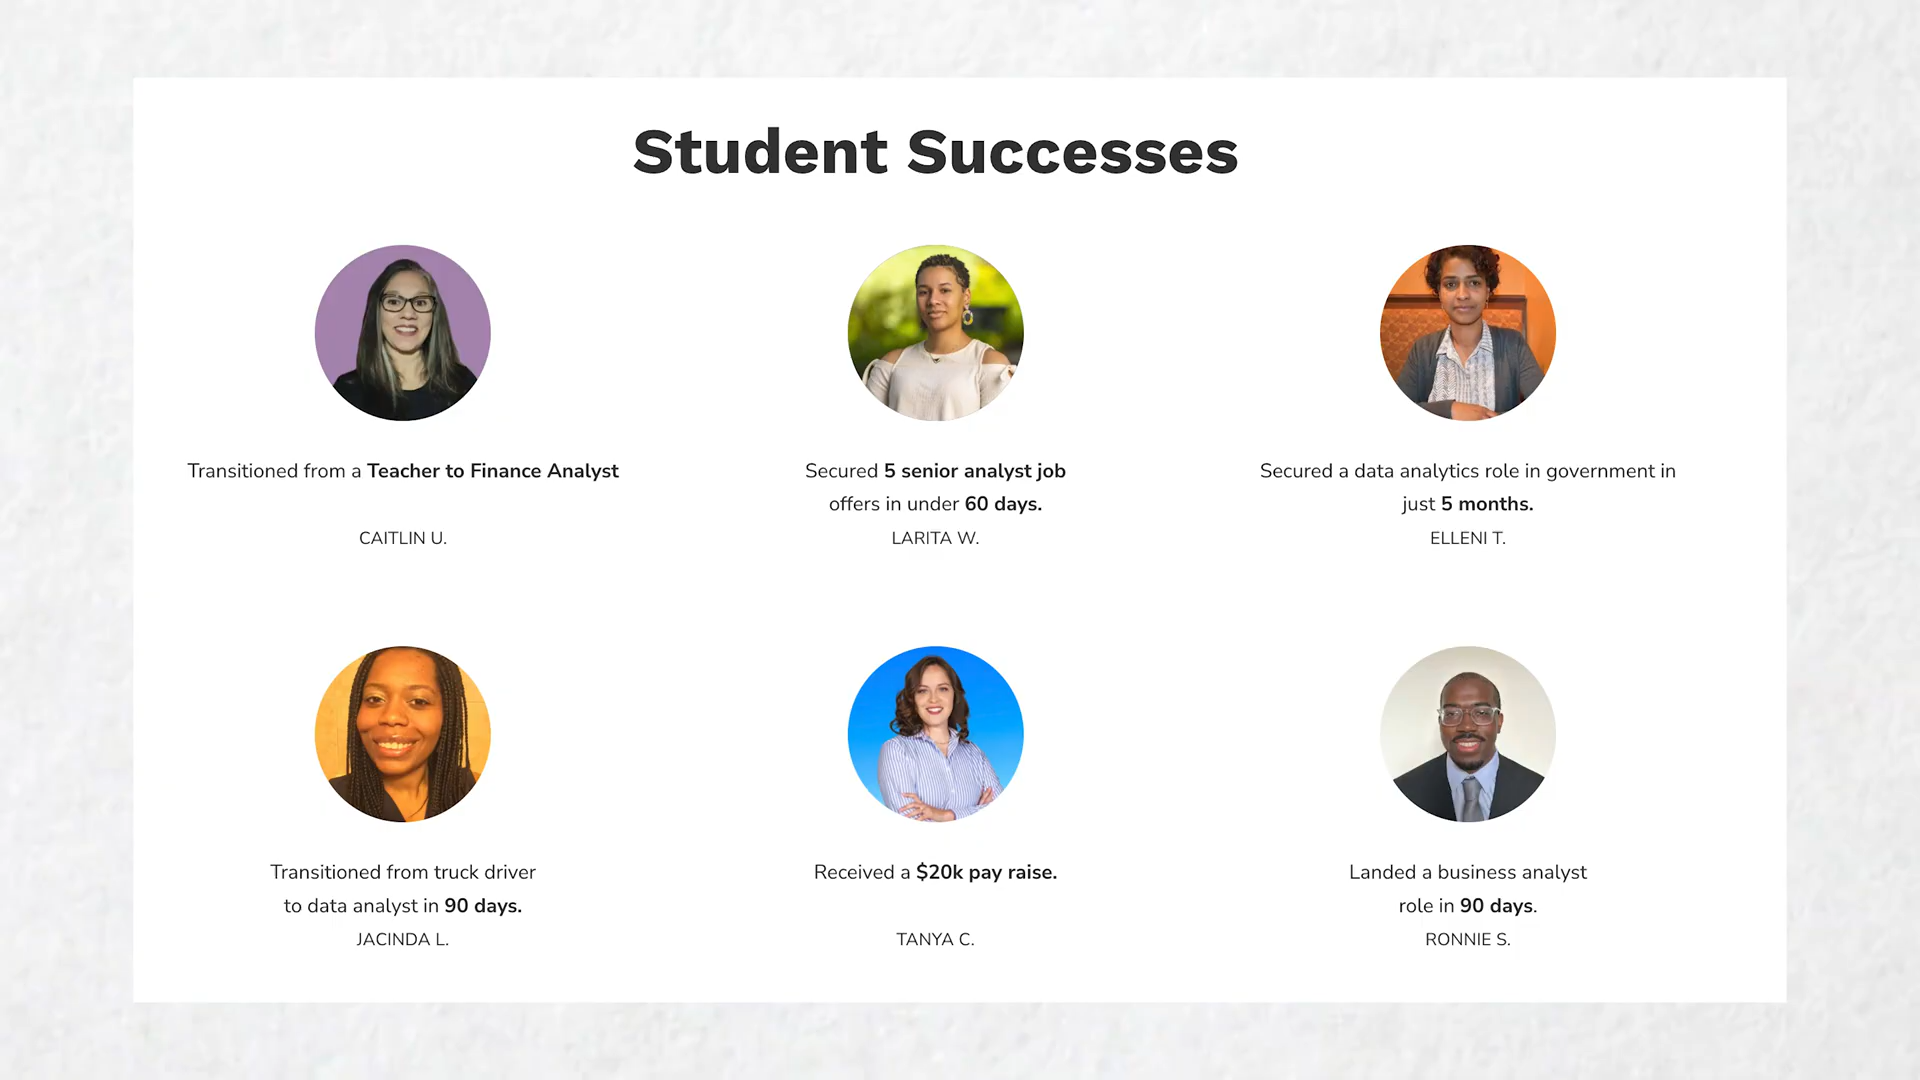 Student Successes
Transitioned from a Teacher to Finance Analyst
CAITLIN U.
Secured 5 senior analyst job
offers in under 60 days.
LARITA W.
Secured a data analytics role in government in
just 5 months.
ELLENI T.
Transitioned from truck driver
to data analyst in 90 days.
JACINDA L.
Received a $20k pay raise.
TANYA C.
Landed a business analyst
role in 90 days.
RONNIE S.